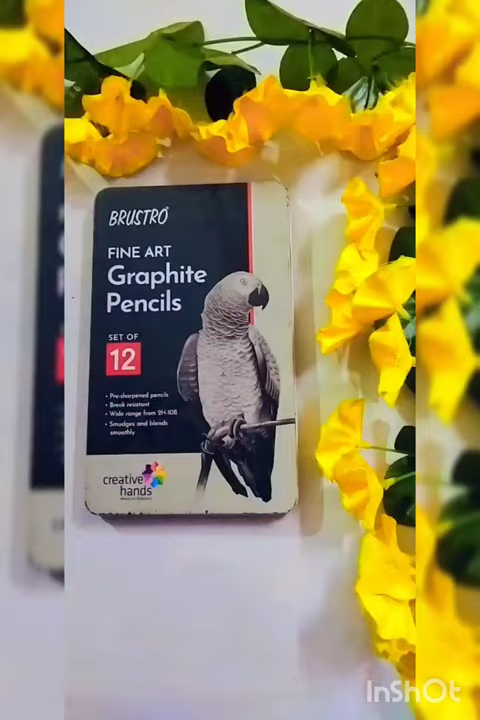 BRUSTRO
FINE ART
Graphite
Pencils
SET OF
12
• Pre-sharpened pencils
• Break resistant
• Wide range from 2H-10B
• Smudges and blends
smoothly
creative
hands
InShOt